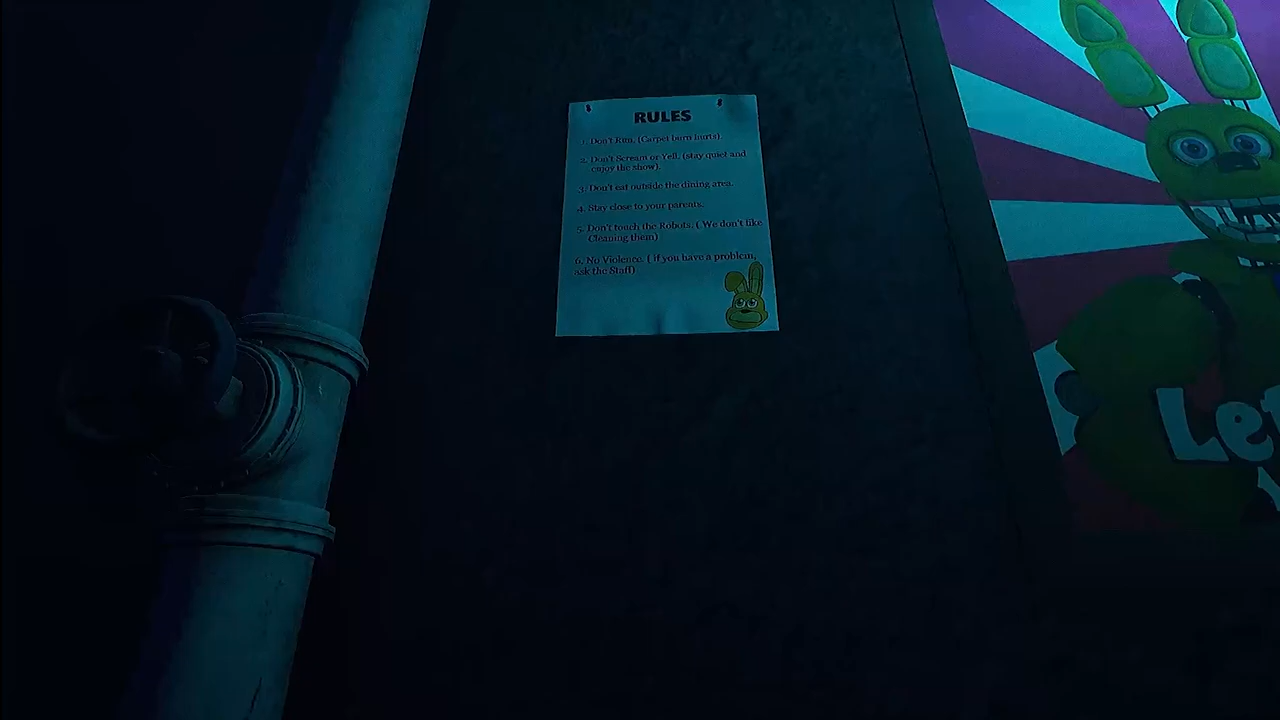 RULES
1. Don't Run. (Carpet burn hurts).
2. Don't Scream or Yell. (stay quiet and
enjoy the show).
3. Don't eat outside the dining area.
4. Stay close to your parents.
5. Don't touch the Robots. ( We don't like
Cleaning them)
6. No Violence. ( if you have a problem,
ask the Staff)